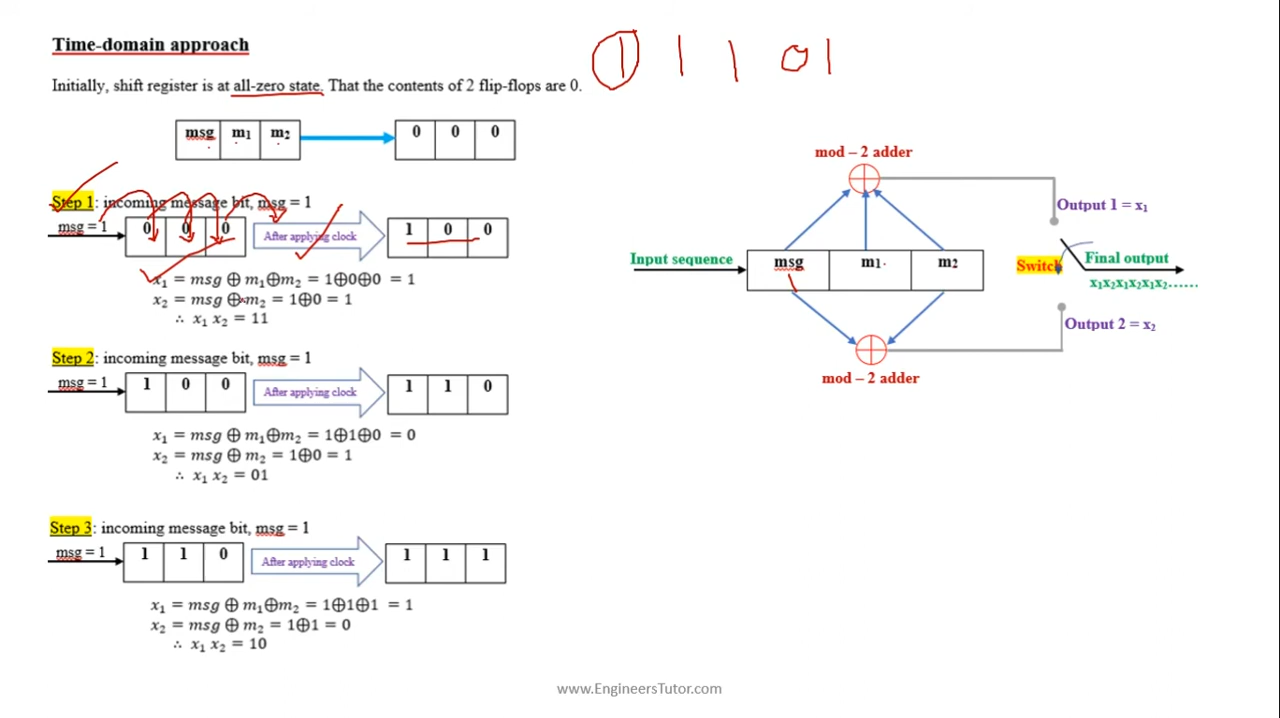 Time-domain approach
1 1 1 0 1
Initially, shift register is at all-zero state. That the contents of 2 flip-flops are 0.
msg m₁ m₂ 0 0 0
Step 1: incoming message bit, msg = 1
msg = 1 0 0 0 After applying clock 1 0 0
x₁ = msg ⊕ m₁⊕m₂ = 1⊕0⊕0 = 1
x₂ = msg ⊕ m₂ = 1⊕0 = 1
∴ x₁ x₂ = 11
Step 2: incoming message bit, msg = 1
msg = 1 1 0 0 After applying clock 1 1 0
x₁ = msg ⊕ m₁⊕m₂ = 1⊕1⊕0 = 0
x₂ = msg ⊕ m₂ = 1⊕0 = 1
∴ x₁ x₂ = 01
Step 3: incoming message bit, msg = 1
msg = 1 1 1 0 After applying clock 1 1 1
x₁ = msg ⊕ m₁⊕m₂ = 1⊕1⊕1 = 1
x₂ = msg ⊕ m₂ = 1⊕1 = 0
∴ x₁ x₂ = 10
mod – 2 adder
Output 1 = x₁
Input sequence msg m₁ m₂ Switch Final output
1
x₁x₂x₁x₂x₁x₂......
Output 2 = x₂
mod – 2 adder
www.EngineersTutor.com